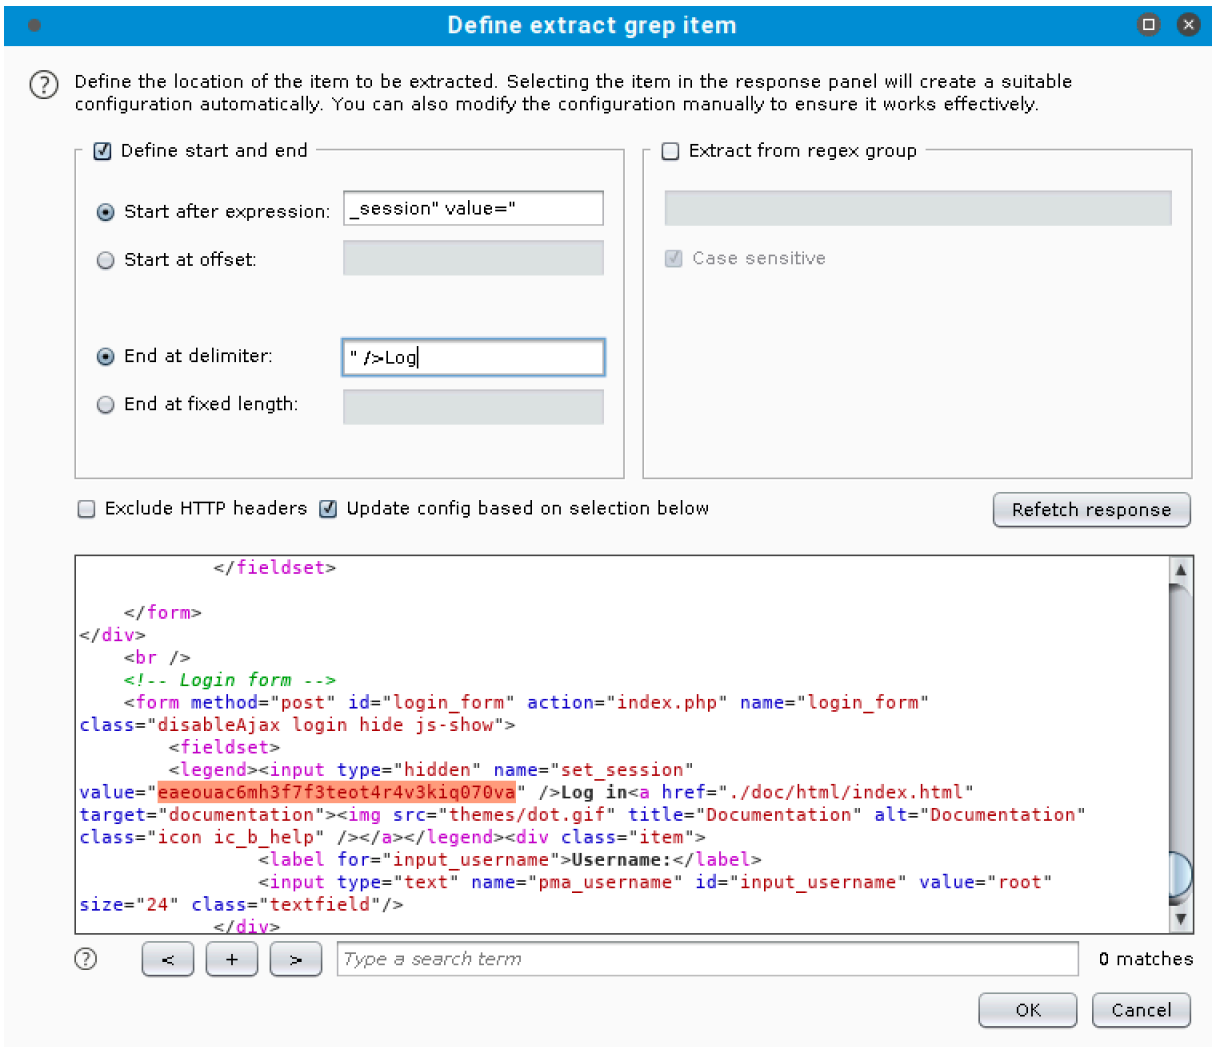 Define extract grep item
Define the location of the item to be extracted. Selecting the item in the response panel will create a suitable
configuration automatically. You can also modify the configuration manually to ensure it works effectively.
Define start and end
Start after expression: _session" value="
Start at offset:
End at delimiter: " />Log
End at fixed length:
Extract from regex group
Case sensitive
Exclude HTTP headers Update config based on selection below Refetch response
</fieldset>
</form>
</div>
<br />
<!-- Login form -->
<form method="post" id="login_form" action="index.php" name="login_form"
class="disableAjax login hide js-show">
<fieldset>
<legend><input type="hidden" name="set_session"
value="eaeouac6mh3f7f3teot4r4v3kiq070va" />Log in<a href="./doc/html/index.html"
target="documentation"><img src="themes/dot.gif" title="Documentation" alt="Documentation"
class="icon ic_b_help" /></a></legend><div class="item">
<label for="input_username">Username:</label>
<input type="text" name="pma_username" id="input_username" value="root"
size="24" class="textfield"/>
</div>
? < + > Type a search term 0 matches
OK Cancel